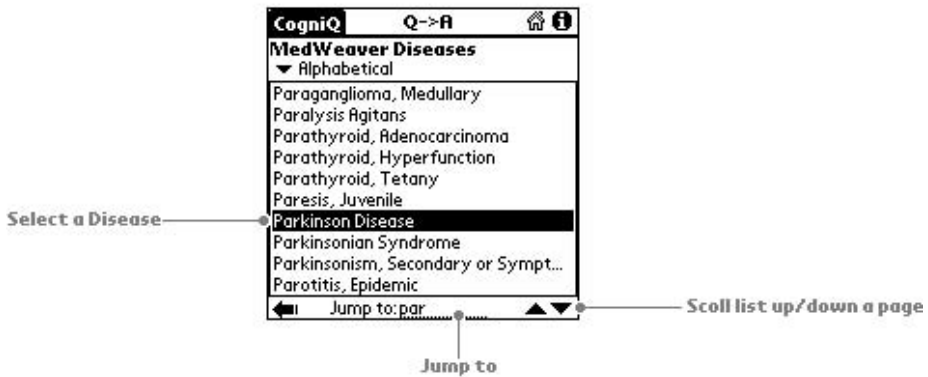 CogniQ Q->A
MedWeaver Diseases
Alphabetical
Paraganglioma, Medullary
Paralysis Agitans
Parathyroid, Adenocarcinoma
Parathyroid, Hyperfunction
Parathyroid, Tetany
Paresis, Juvenile
Select a Disease
Parkinson Disease
Parkinsonian Syndrome
Parkinsonism, Secondary or Sympt...
Parotitis, Epidemic
Jump to: par
Scoll list up/down a page
Jump to